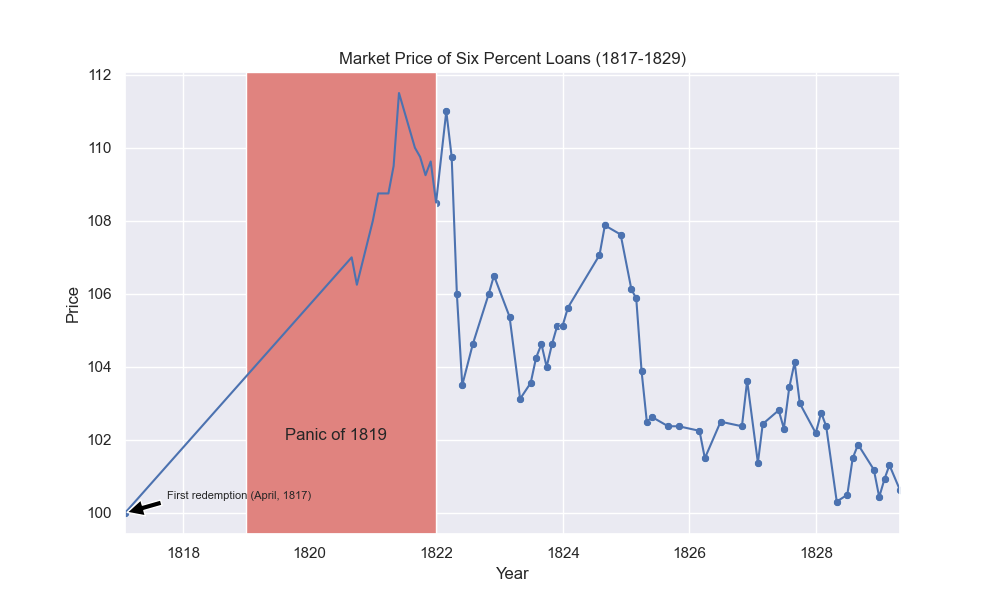 Market Price of Six Percent Loans (1817-1829)
112
110
108
106
104
102
100
Price
Panic of 1819
First redemption (April, 1817)
1818 1820 1822 1824 1826 1828
Year